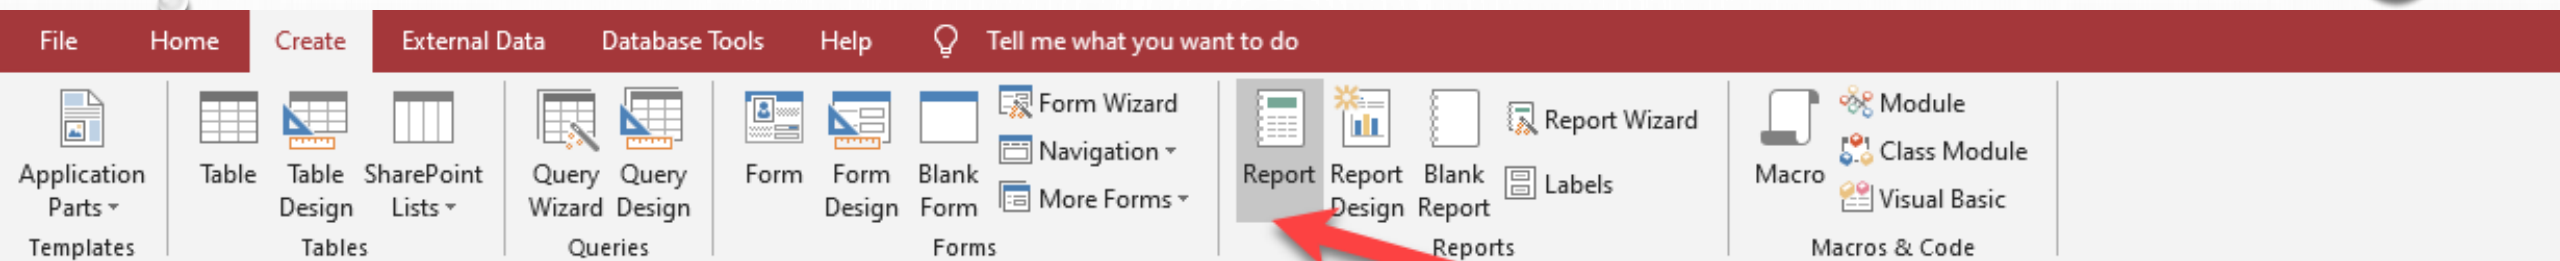 File Home Create External Data Database Tools Help Tell me what you want to do
Application Parts
Templates
Table
Table Design
SharePoint Lists
Tables
Query Wizard
Query Design
Queries
Form
Form Design
Blank Form
Form Wizard
Navigation
More Forms
Forms
Report
Report Design
Blank Report
Report Wizard
Labels
Reports
Macro
Module
Class Module
Visual Basic
Macros & Code